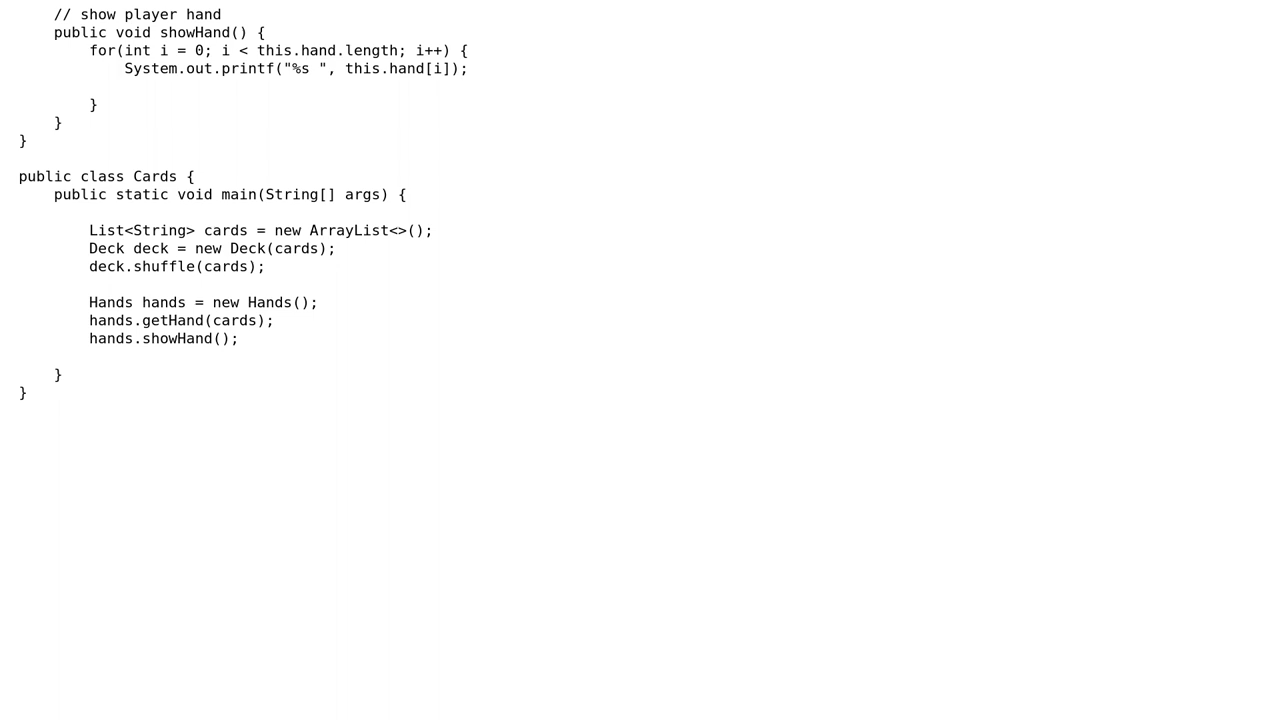 // show player hand
public void showHand() {
for(int i = 0; i < this.hand.length; i++) {
System.out.printf("%s ", this.hand[i]);
}
}
}
public class Cards {
public static void main(String[] args) {
List<String> cards = new ArrayList<>();
Deck deck = new Deck(cards);
deck.shuffle(cards);
Hands hands = new Hands();
hands.getHand(cards);
hands.showHand();
}
}